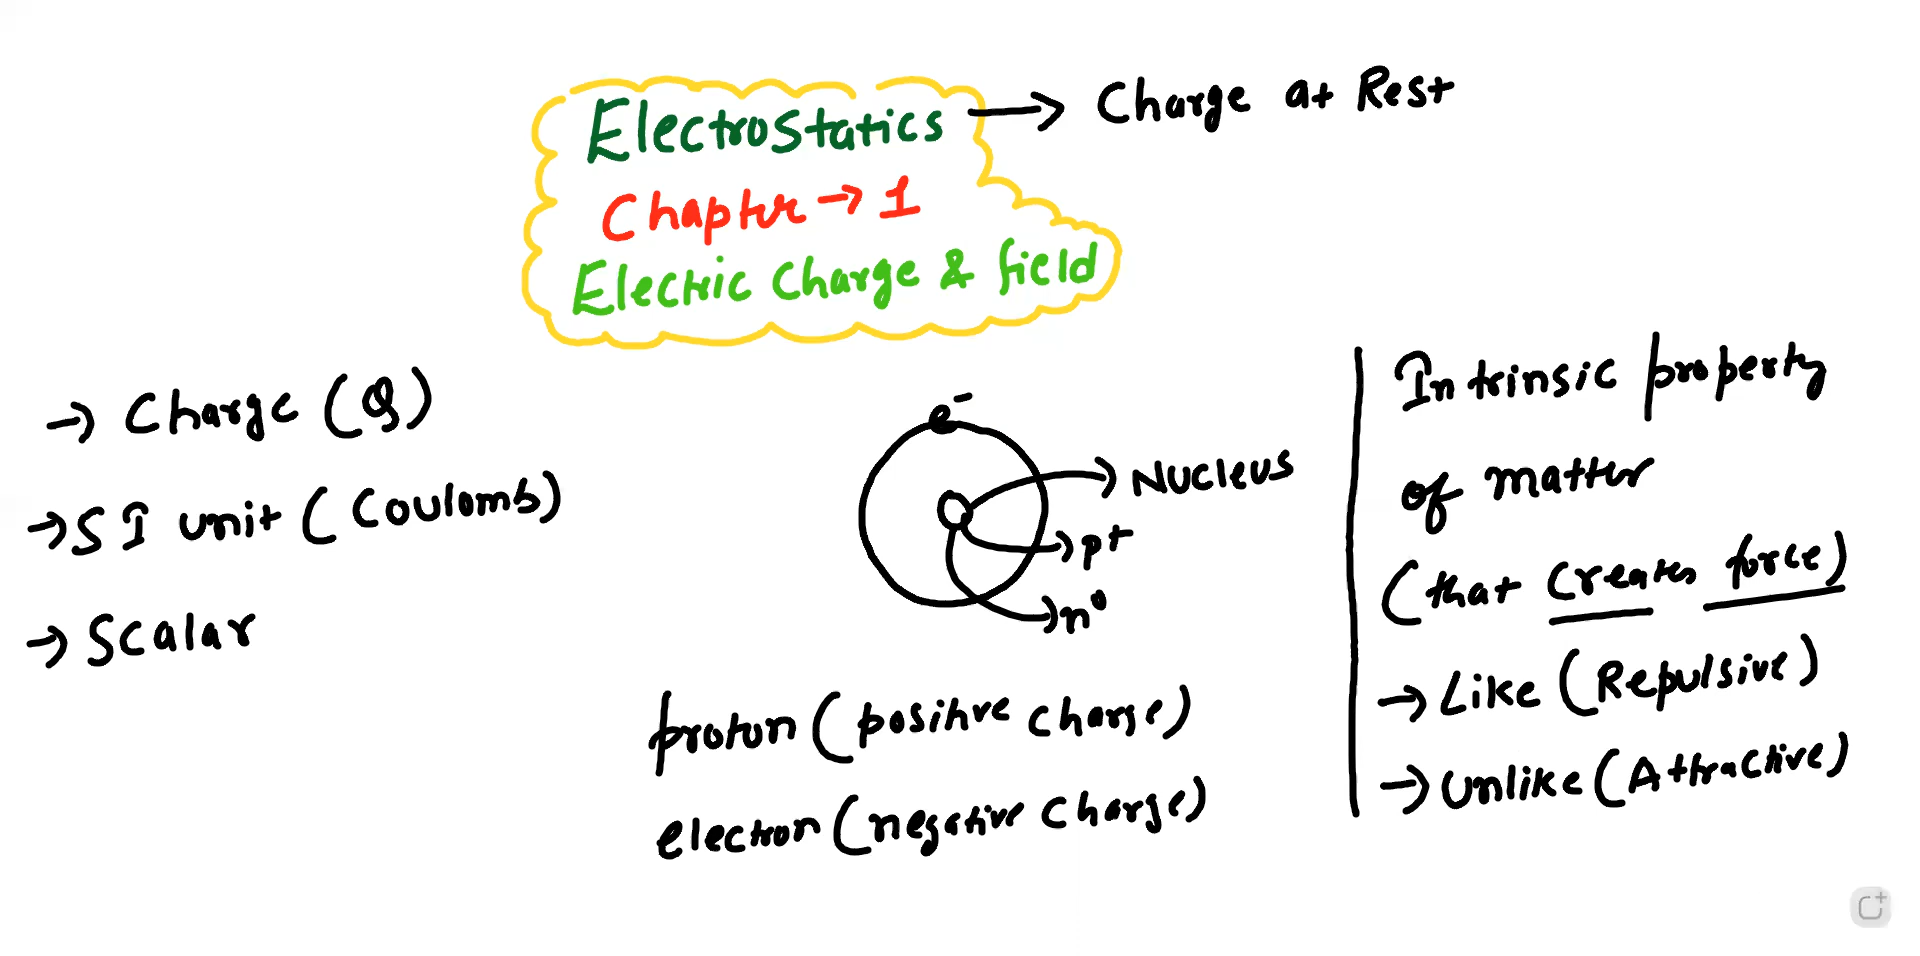 Electrostatics → Charge at Rest
Chapter → 1
Electric Charge & field
→ Charge (Q)
→ SI unit (Coulomb)
→ Scalar
e⁻
→ Nucleus
→ p⁺
→ n⁰
proton (positive charge)
electron (negative charge)
Intrinsic property
of matter
(that creates force)
→ Like (Repulsive)
→ Unlike (Attractive)